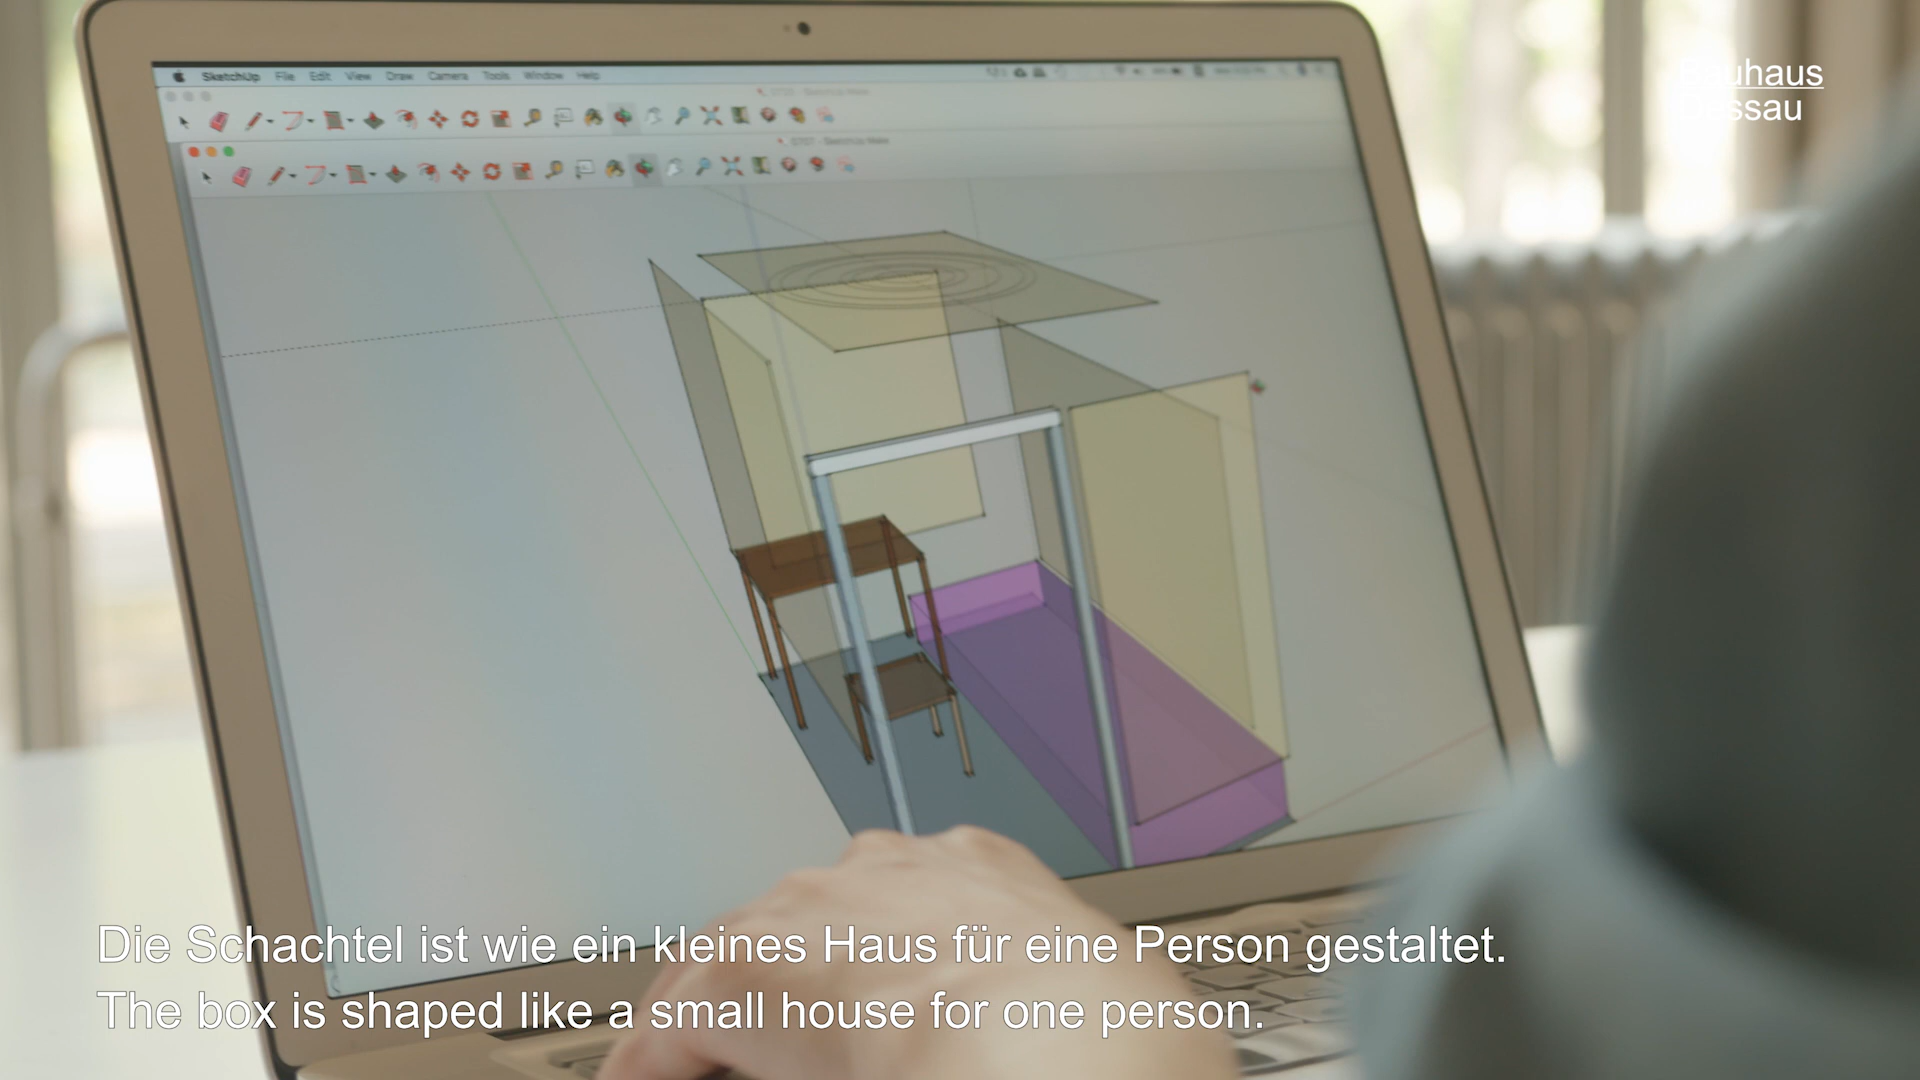 SketchUp File Edit View Draw Camera Tools Window Help
Bauhaus
Dessau
Die Schachtel ist wie ein kleines Haus für eine Person gestaltet.
The box is shaped like a small house for one person.